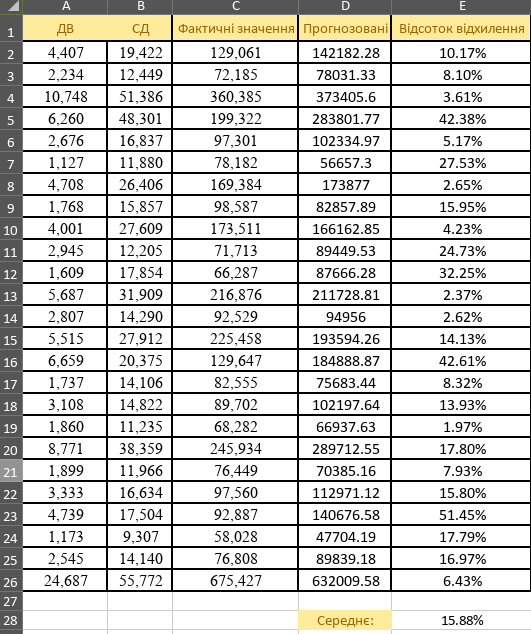 A B C D E
1 ДВ СД Фактичні значення Прогнозовані Відсоток відхилення
2 4,407 19,422 129,061 142182.28 10.17%
3 2,234 12,449 72,185 78031.33 8.10%
4 10,748 51,386 360,385 373405.6 3.61%
5 6,260 48,301 199,322 283801.77 42.38%
6 2,676 16,837 97,301 102334.97 5.17%
7 1,127 11,880 78,182 56657.3 27.53%
8 4,708 26,406 169,384 173877 2.65%
9 1,768 15,857 98,587 82857.89 15.95%
10 4,001 27,609 173,511 166162.85 4.23%
11 2,945 12,205 71,713 89449.53 24.73%
12 1,609 17,854 66,287 87666.28 32.25%
13 5,687 31,909 216,876 211728.81 2.37%
14 2,807 14,290 92,529 94956 2.62%
15 5,515 27,912 225,458 193594.26 14.13%
16 6,659 20,375 129,647 184888.87 42.61%
17 1,737 14,106 82,555 75683.44 8.32%
18 3,108 14,822 89,702 102197.64 13.93%
19 1,860 11,235 68,282 66937.63 1.97%
20 8,771 38,359 245,934 289712.55 17.80%
21 1,899 11,966 76,449 70385.16 7.93%
22 3,333 16,634 97,560 112971.12 15.80%
23 4,739 17,504 92,887 140676.58 51.45%
24 1,173 9,307 58,028 47704.19 17.79%
25 2,545 14,140 76,808 89839.18 16.97%
26 24,687 55,772 675,427 632009.58 6.43%
27
28 Середнє: 15.88%